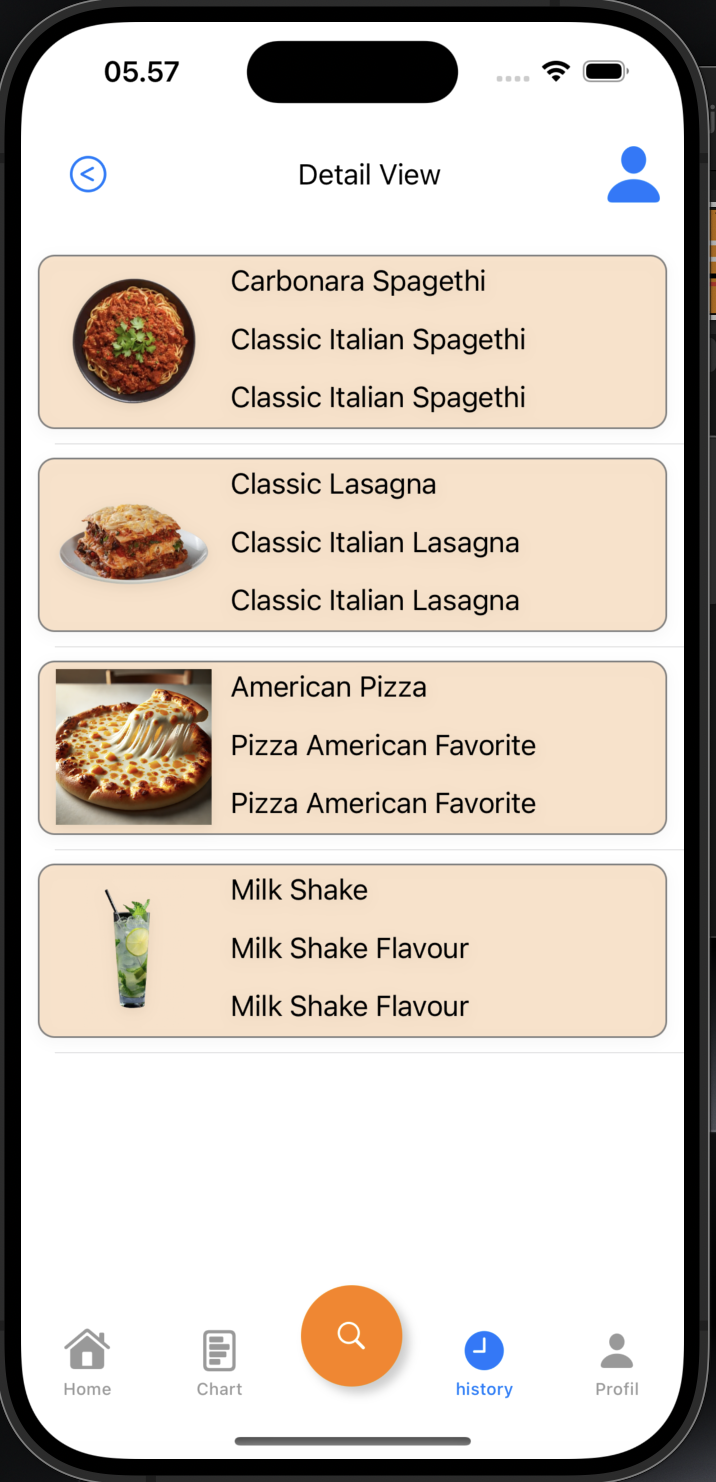 05.57
Detail View
Carbonara Spagethi
Classic Italian Spagethi
Classic Italian Spagethi
Classic Lasagna
Classic Italian Lasagna
Classic Italian Lasagna
American Pizza
Pizza American Favorite
Pizza American Favorite
Milk Shake
Milk Shake Flavour
Milk Shake Flavour
Home
Chart
history
Profil